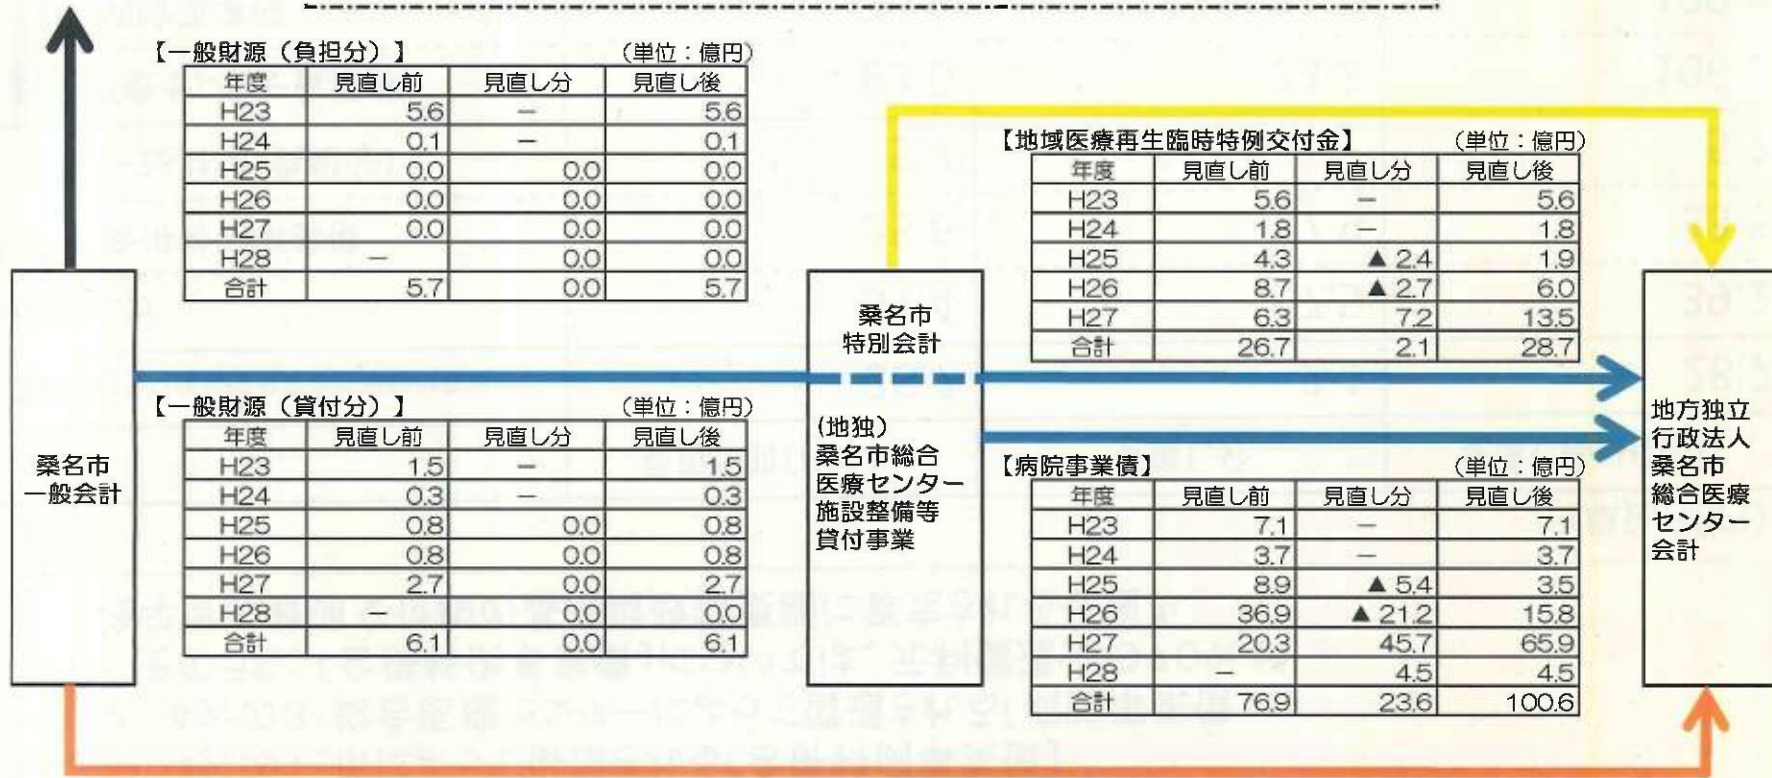 【一般財源(負担分)】 (単位:億円)
年度 見直し前 見直し分 見直し後
H23 5.6 － 5.6
H24 0.1 － 0.1
H25 0.0 0.0 0.0
H26 0.0 0.0 0.0
H27 0.0 0.0 0.0
H28 － 0.0 0.0
合計 5.7 0.0 5.7
【地域医療再生臨時特例交付金】 (単位:億円)
年度 見直し前 見直し分 見直し後
H23 5.6 － 5.6
H24 1.8 － 1.8
H25 4.3 ▲ 2.4 1.9
H26 8.7 ▲ 2.7 6.0
H27 6.3 7.2 13.5
合計 26.7 2.1 28.7
桑名市
一般会計
桑名市
特別会計
(地独)
桑名市総合
医療センター
施設整備等
貸付事業
【一般財源(貸付分)】 (単位:億円)
年度 見直し前 見直し分 見直し後
H23 1.5 － 1.5
H24 0.3 － 0.3
H25 0.8 0.0 0.8
H26 0.8 0.0 0.8
H27 2.7 0.0 2.7
H28 － 0.0 0.0
合計 6.1 0.0 6.1
【病院事業債】 (単位:億円)
年度 見直し前 見直し分 見直し後
H23 7.1 － 7.1
H24 3.7 － 3.7
H25 8.9 ▲ 5.4 3.5
H26 36.9 ▲ 21.2 15.8
H27 20.3 45.7 65.9
H28 － 4.5 4.5
合計 76.9 23.6 100.6
地方独立
行政法人
桑名市
総合医療
センター
会計